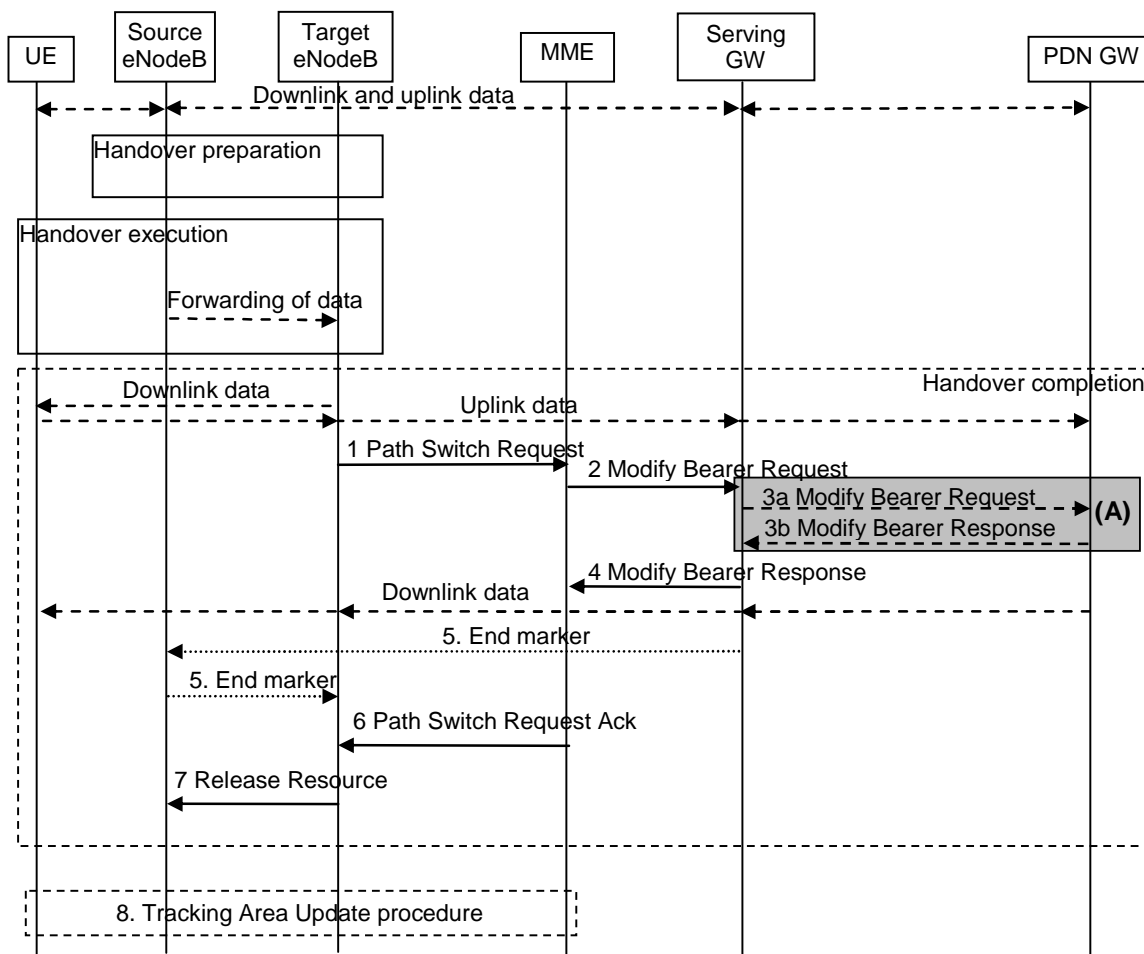 UE
Source
eNodeB
Target
eNodeB
MME
Serving
GW
PDN GW
Downlink and uplink data
Handover preparation
Handover execution
Forwarding of data
Handover completion
Downlink data
Uplink data
1 Path Switch Request
2 Modify Bearer Request
3a Modify Bearer Request
(A)
3b Modify Bearer Response
4 Modify Bearer Response
Downlink data
5. End marker
5. End marker
6 Path Switch Request Ack
7 Release Resource
8. Tracking Area Update procedure